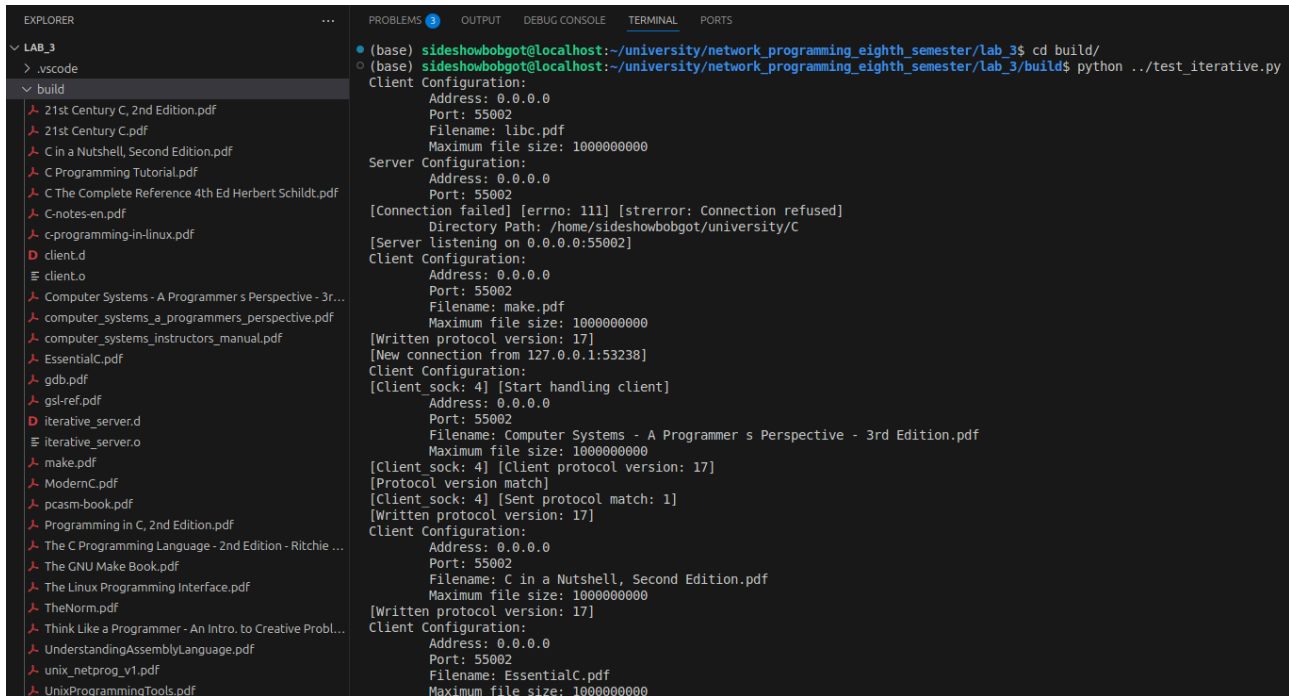 EXPLORER ...
LAB_3
.vscode
build
21st Century C, 2nd Edition.pdf
21st Century C.pdf
C in a Nutshell, Second Edition.pdf
C Programming Tutorial.pdf
C The Complete Reference 4th Ed Herbert Schildt.pdf
C-notes-en.pdf
c-programming-in-linux.pdf
D client.d
client.o
Computer Systems - A Programmer s Perspective - 3r...
computer_systems_a_programmers_perspective.pdf
computer_systems_instructors_manual.pdf
EssentialC.pdf
gdb.pdf
gsl-ref.pdf
D iterative_server.d
iterative_server.o
make.pdf
ModernC.pdf
pcasm-book.pdf
Programming in C, 2nd Edition.pdf
The C Programming Language - 2nd Edition - Ritchie ...
The GNU Make Book.pdf
The Linux Programming Interface.pdf
TheNorm.pdf
Think Like a Programmer - An Intro. to Creative Probl...
UnderstandingAssemblyLanguage.pdf
unix_netprog_v1.pdf
UnixProgrammingTools.pdf
PROBLEMS 3 OUTPUT DEBUG CONSOLE TERMINAL PORTS
(base) sideshowbobgot@localhost:~/university/network_programming_eighth_semester/lab_3$ cd build/
(base) sideshowbobgot@localhost:~/university/network_programming_eighth_semester/lab_3/build$ python ../test_iterative.py
Client Configuration:
Address: 0.0.0.0
Port: 55002
Filename: libc.pdf
Maximum file size: 1000000000
Server Configuration:
Address: 0.0.0.0
Port: 55002
[Connection failed] [errno: 111] [strerror: Connection refused]
Directory Path: /home/sideshowbobgot/university/C
[Server listening on 0.0.0.0:55002]
Client Configuration:
Address: 0.0.0.0
Port: 55002
Filename: make.pdf
Maximum file size: 1000000000
[Written protocol version: 17]
[New connection from 127.0.0.1:53238]
Client Configuration:
[Client_sock: 4] [Start handling client]
Address: 0.0.0.0
Port: 55002
Filename: Computer Systems - A Programmer s Perspective - 3rd Edition.pdf
Maximum file size: 1000000000
[Client_sock: 4] [Client protocol version: 17]
[Protocol version match]
[Client_sock: 4] [Sent protocol match: 1]
[Written protocol version: 17]
Client Configuration:
Address: 0.0.0.0
Port: 55002
Filename: C in a Nutshell, Second Edition.pdf
Maximum file size: 1000000000
[Written protocol version: 17]
Client Configuration:
Address: 0.0.0.0
Port: 55002
Filename: EssentialC.pdf
Maximum file size: 1000000000